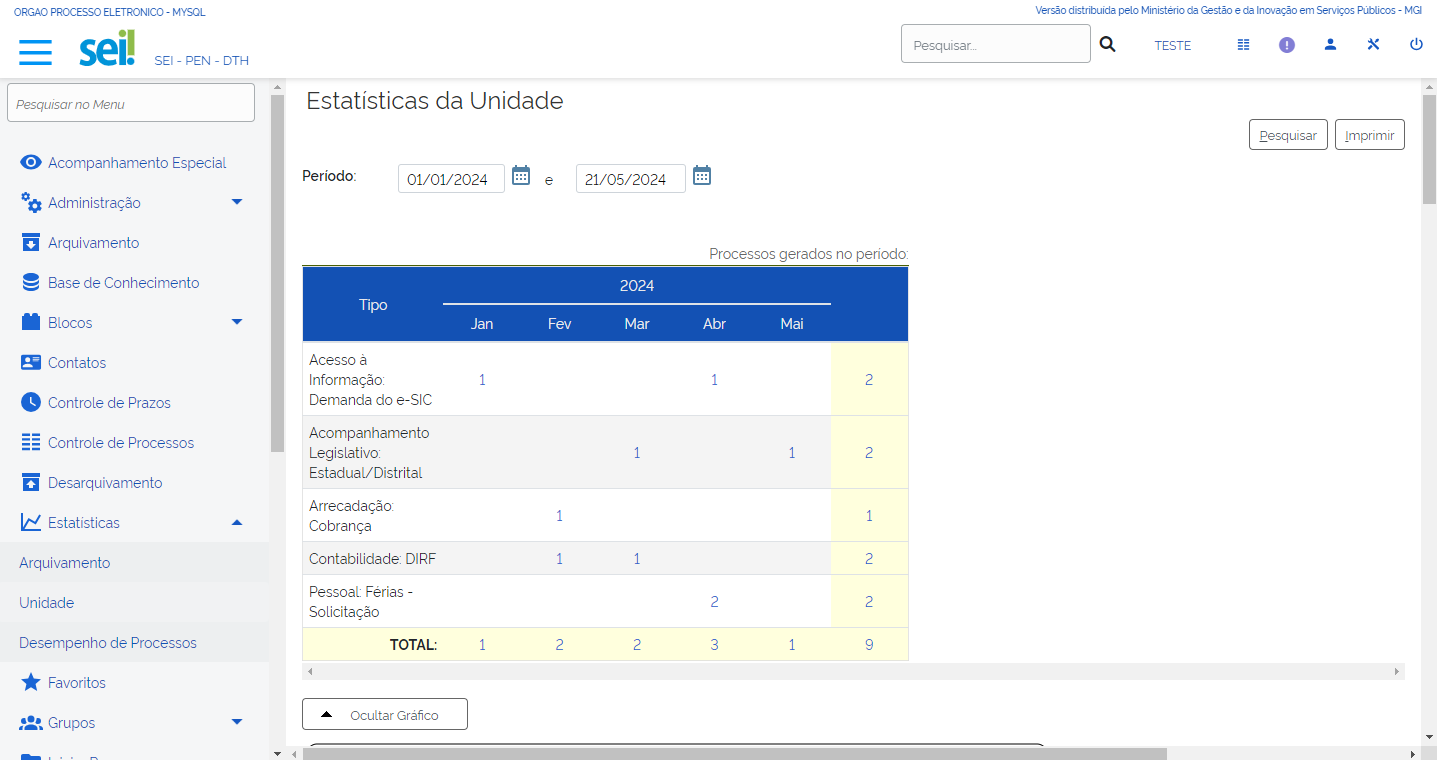 ORGAO PROCESSO ELETRONICO - MYSQL
Versão distribuida pelo Ministério da Gestão e da Inovação em Serviços Públicos - MGI
sei!
SEI - PEN - DTH
Pesquisar...
TESTE
Pesquisar no Menu
Acompanhamento Especial
Administração
Arquivamento
Base de Conhecimento
Blocos
Contatos
Controle de Prazos
Controle de Processos
Desarquivamento
Estatísticas
Arquivamento
Unidade
Desempenho de Processos
Favoritos
Grupos
Estatísticas da Unidade
Pesquisar Imprimir
Período: 01/01/2024 e 21/05/2024
Processos gerados no período:
Tipo 2024
Jan Fev Mar Abr Mai
Acesso à
Informação: 1 1 2
Demanda do e-SIC
Acompanhamento
Legislativo: 1 1 2
Estadual/Distrital
Arrecadação:
Cobrança 1 1
Contabilidade: DIRF 1 1 2
Pessoal: Férias -
Solicitação 2 2
TOTAL: 1 2 2 3 1 9
Ocultar Gráfico